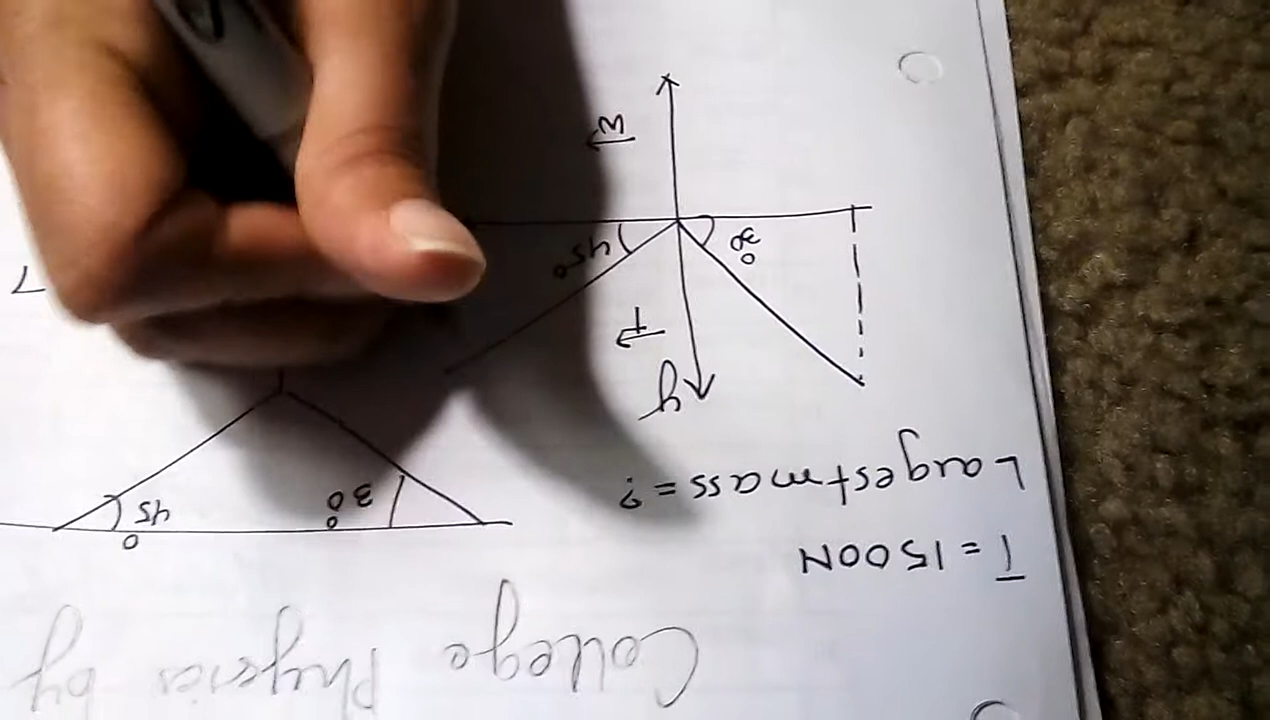 College Physics by
T = 1500N
Largest mass = ?
45°
30°
y
T
30°
45°
W